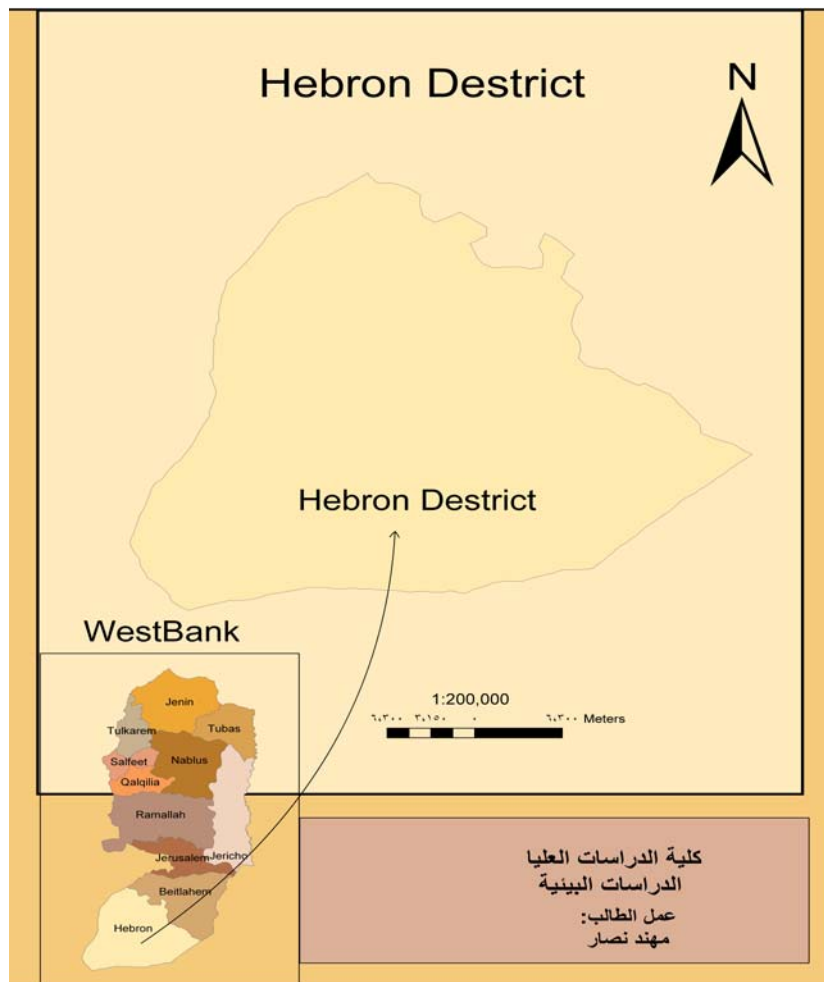 Hebron Destrict
N
Hebron Destrict
WestBank
1:200,000
٦،٣٠٠ ٣،١٥٠ ٠ ٦،٣٠٠ Meters
Jenin
Tulkarem
Tubas
Salfeet
Nablus
Qalqilia
Ramallah
Jerusalem
Jericho
Beitlahem
Hebron
كلية الدراسات العليا
الدراسات البيئية
عمل الطالب:
مهند نصار